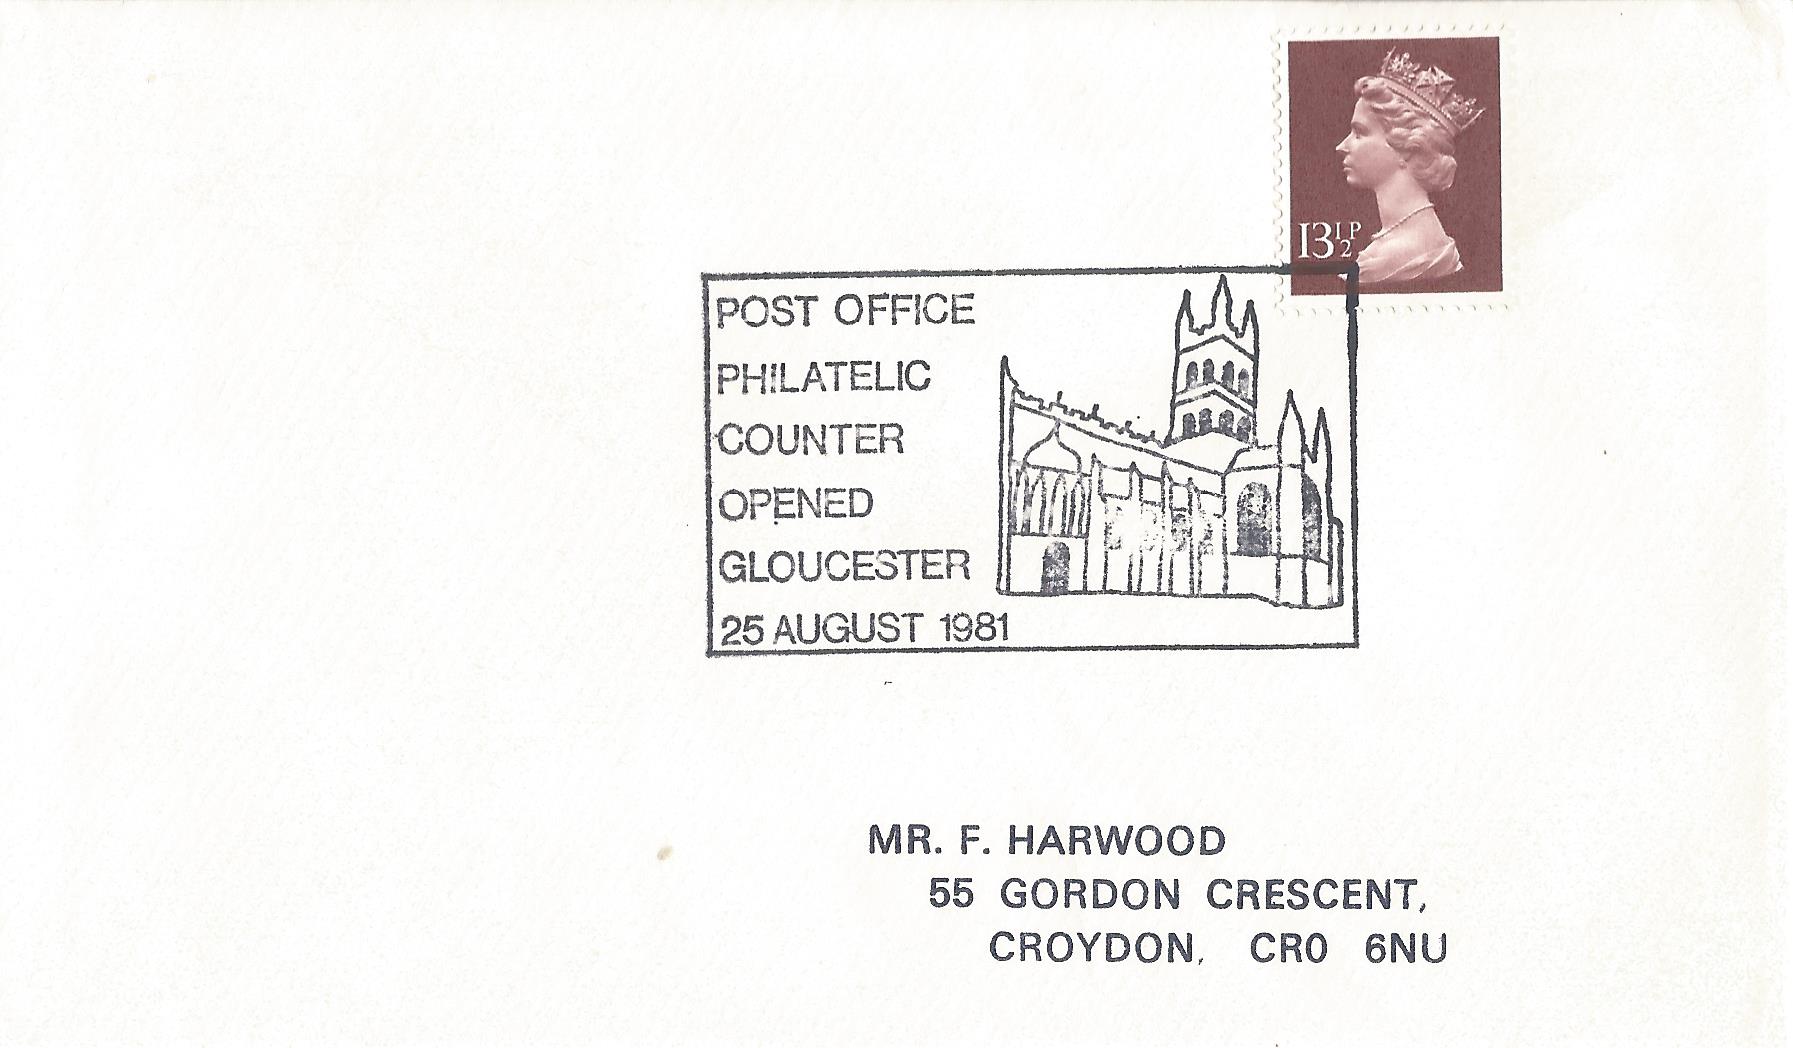 13½P
POST OFFICE
PHILATELIC
COUNTER
OPENED
GLOUCESTER
25 AUGUST 1981
MR. F. HARWOOD
55 GORDON CRESCENT,
CROYDON, CR0 6NU